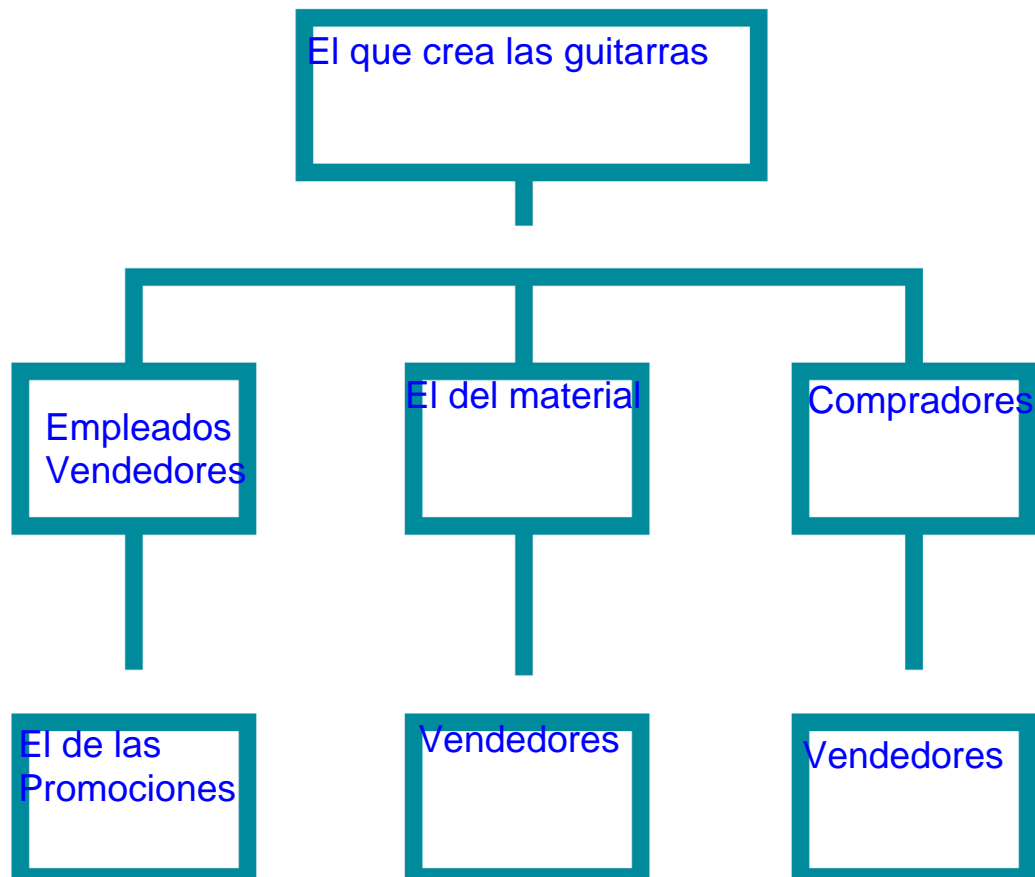 El que crea las guitarras
Empleados
Vendedores
El del material
Compradores
El de las
Promociones
Vendedores
Vendedores